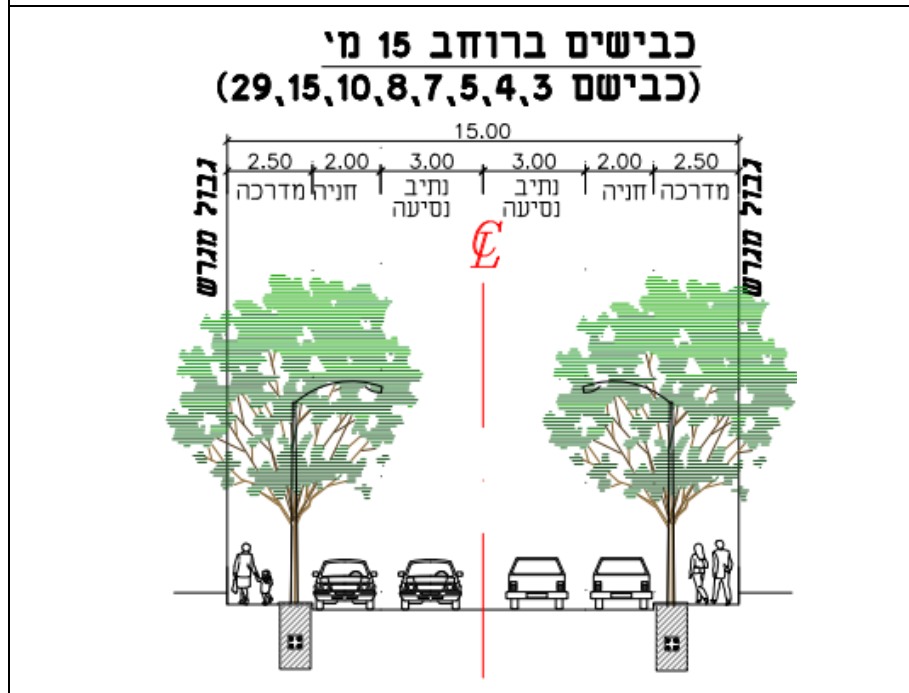 כבישים ברוחב 15 מ'
(כבישם 3,4,5,7,8,10,15,29)
15.00
2.50 2.00 3.00 3.00 2.00 2.50
גבול מגרש
מדרכה
חניה
נתיב נסיעה
נתיב נסיעה
חניה
מדרכה
גבול מגרש
CL